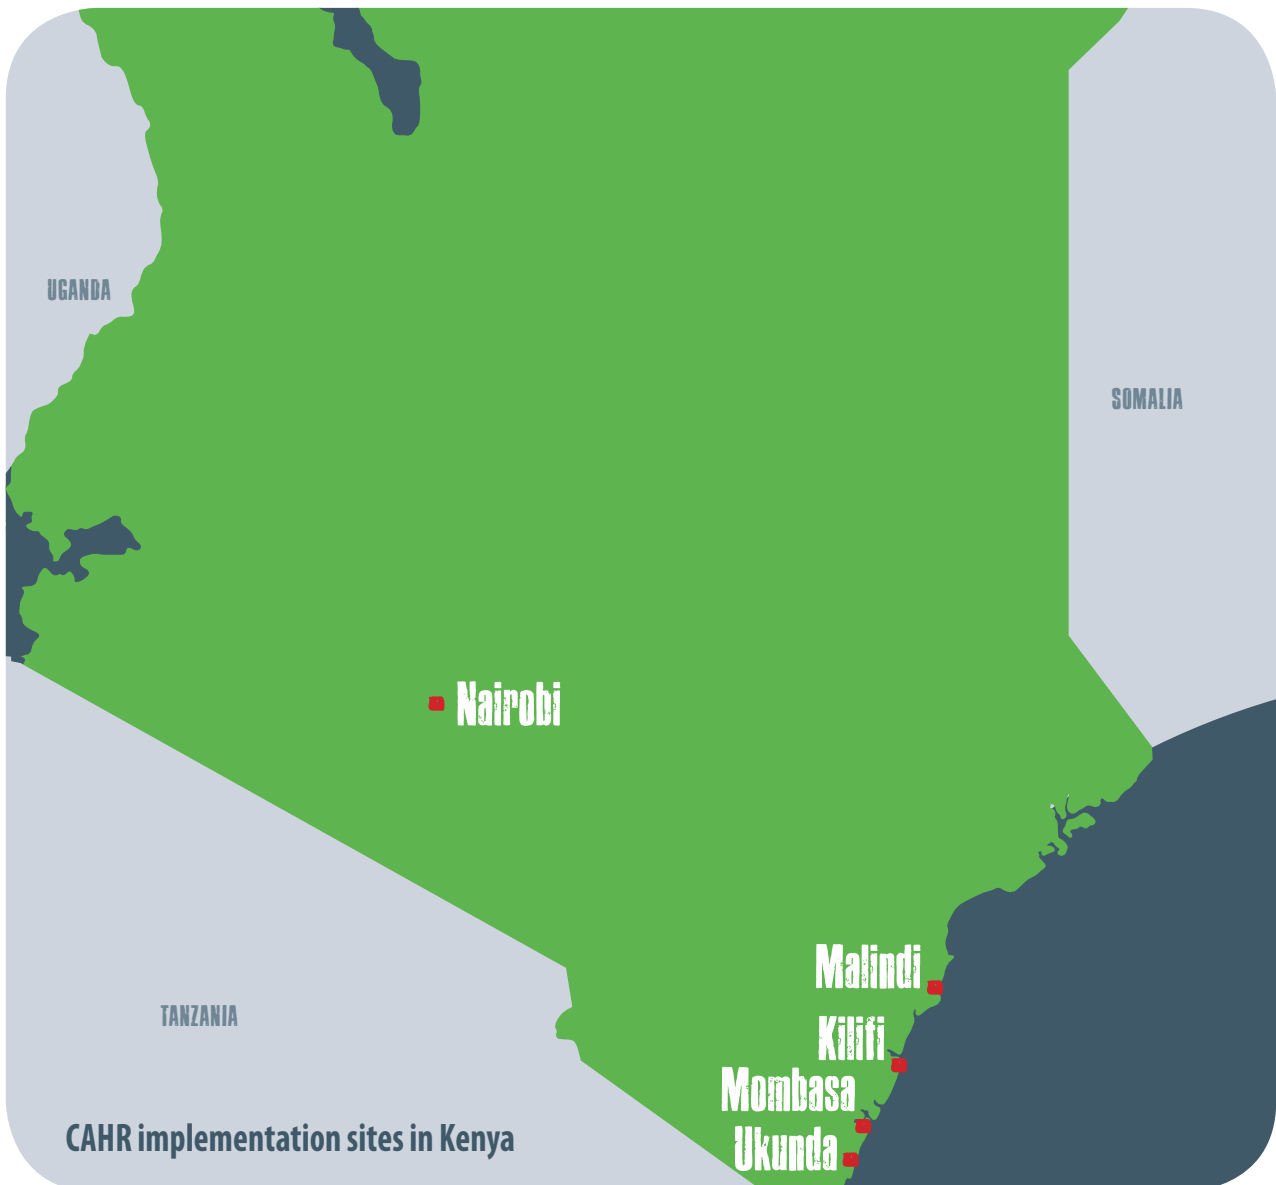 UGANDA
SOMALIA
Nairobi
Malindi
Kilifi
TANZANIA
Mombasa
Ukunda
CAHR implementation sites in Kenya